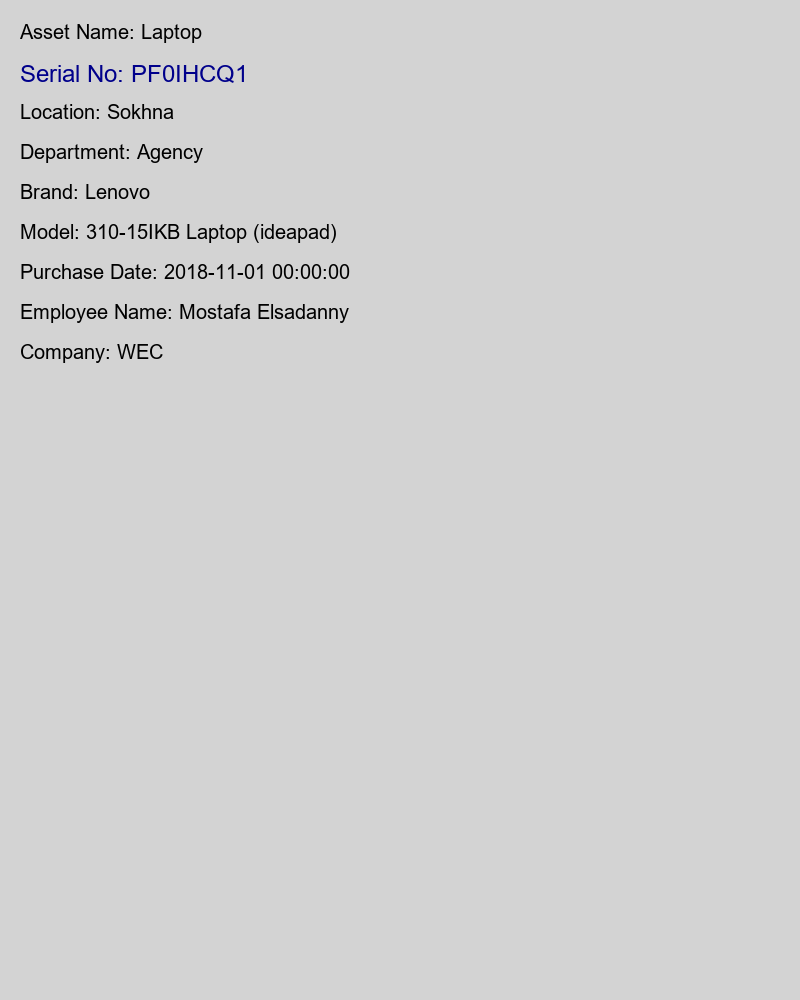 Asset Name: Laptop
Serial No: PF0IHCQ1
Location: Sokhna
Department: Agency
Brand: Lenovo
Model: 310-15IKB Laptop (ideapad)
Purchase Date: 2018-11-01 00:00:00
Employee Name: Mostafa Elsadanny
Company: WEC